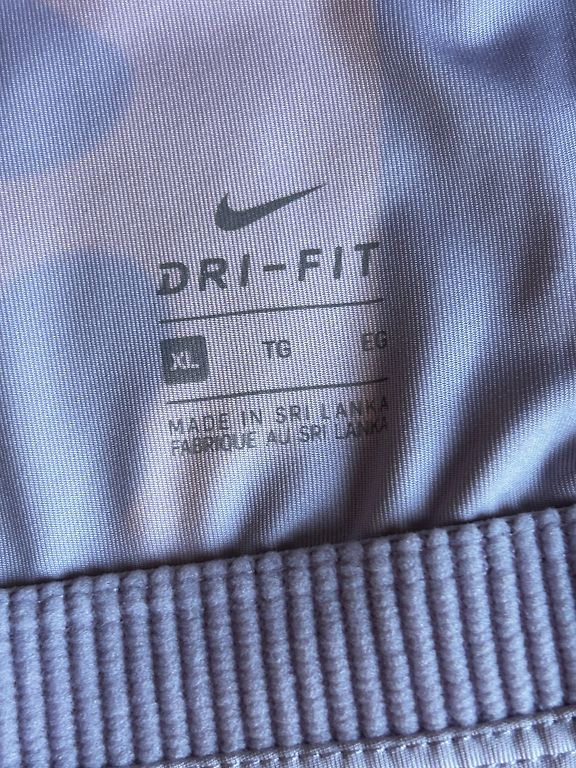 DRI-FIT
XL TG EG
MADE IN SRI LANKA
FABRIQUE AU SRI LANKA